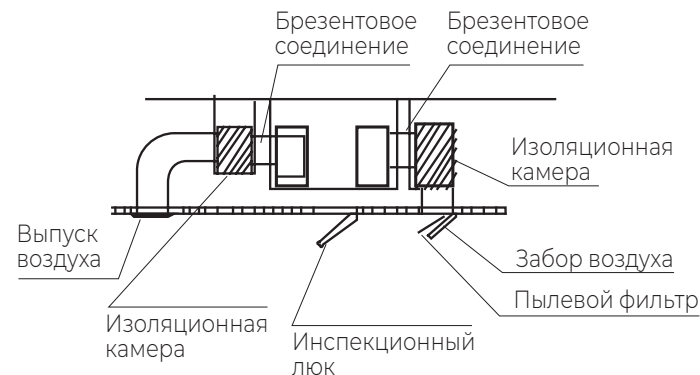 Брезентовое
соединение
Брезентовое
соединение
Изоляционная
камера
Выпуск
воздуха
Забор воздуха
Пылевой фильтр
Изоляционная
камера
Инспекционный
люк